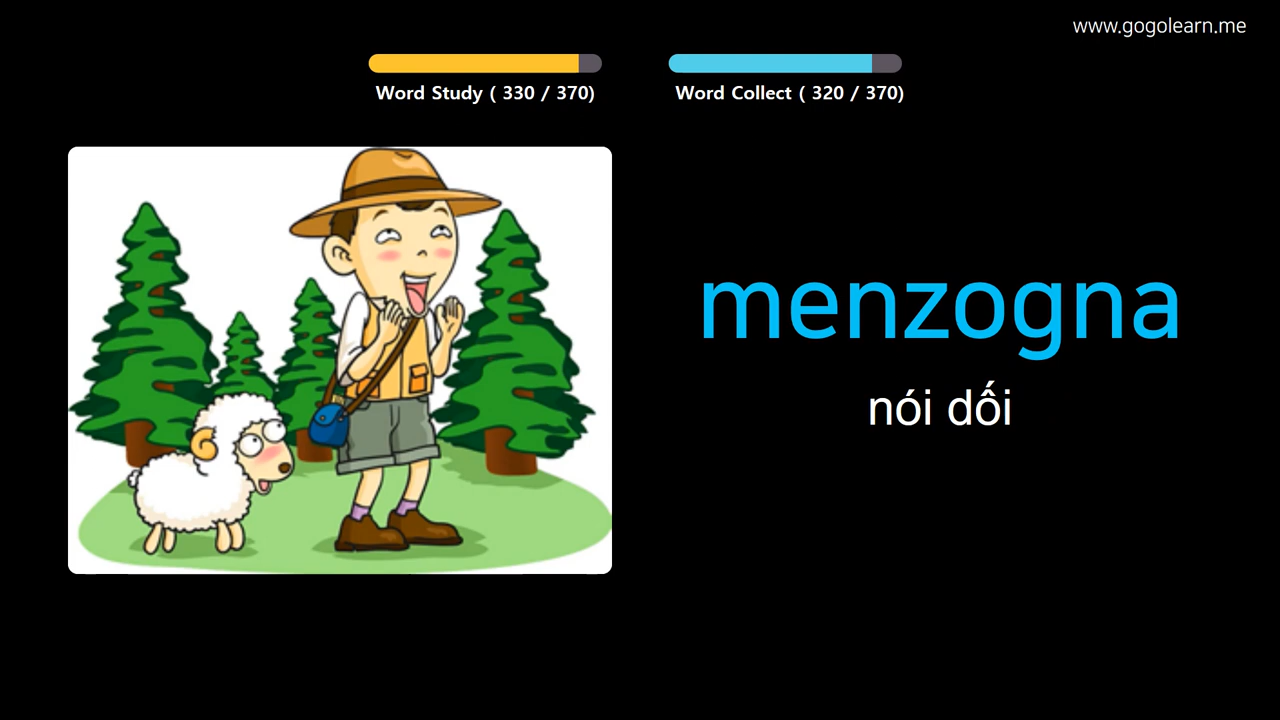 www.gogolearn.me
Word Study ( 330 / 370)
Word Collect ( 320 / 370)
menzogna
nói dối